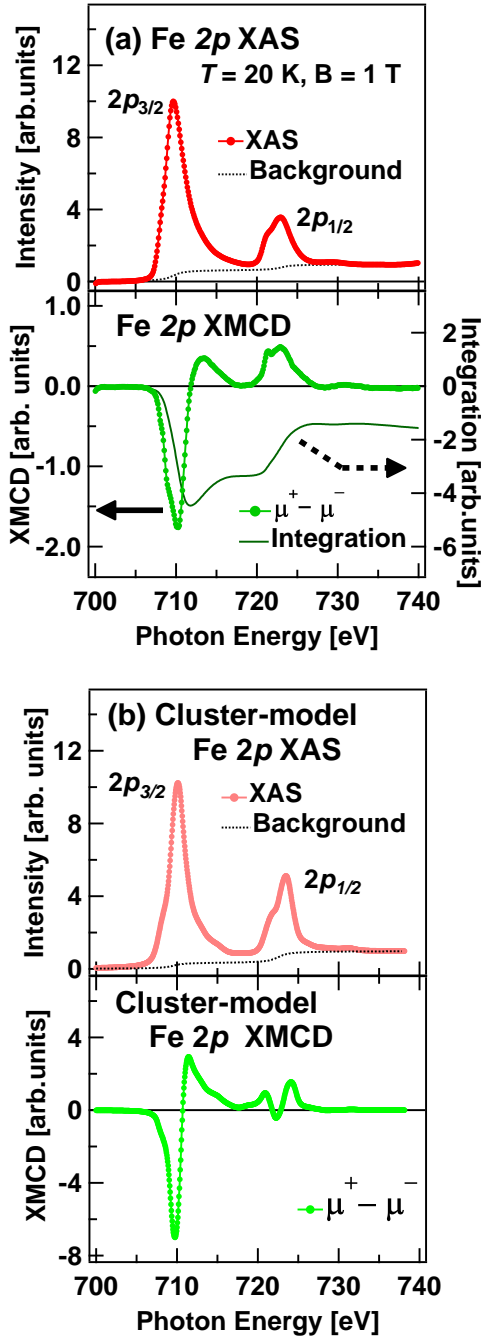 (a) Fe 2p XAS
T = 20 K, B = 1 T
2p3/2
XAS
Background
2p1/2
Intensity [arb.units]
12
8
4
0
Fe 2p XMCD
XMCD [arb. units]
1.0
0.0
-1.0
-2.0
2
0
-2
-4
-6
Integration [arb.units]
μ+ − μ−
Integration
700
710
720
730
740
Photon Energy [eV]
(b) Cluster-model
Fe 2p XAS
2p3/2
XAS
Background
2p1/2
Intensity [arb. units]
12
8
4
0
Cluster-model
Fe 2p XMCD
XMCD [arb.units]
4
0
-4
-8
μ+ − μ−
700
710
720
730
740
Photon Energy [eV]